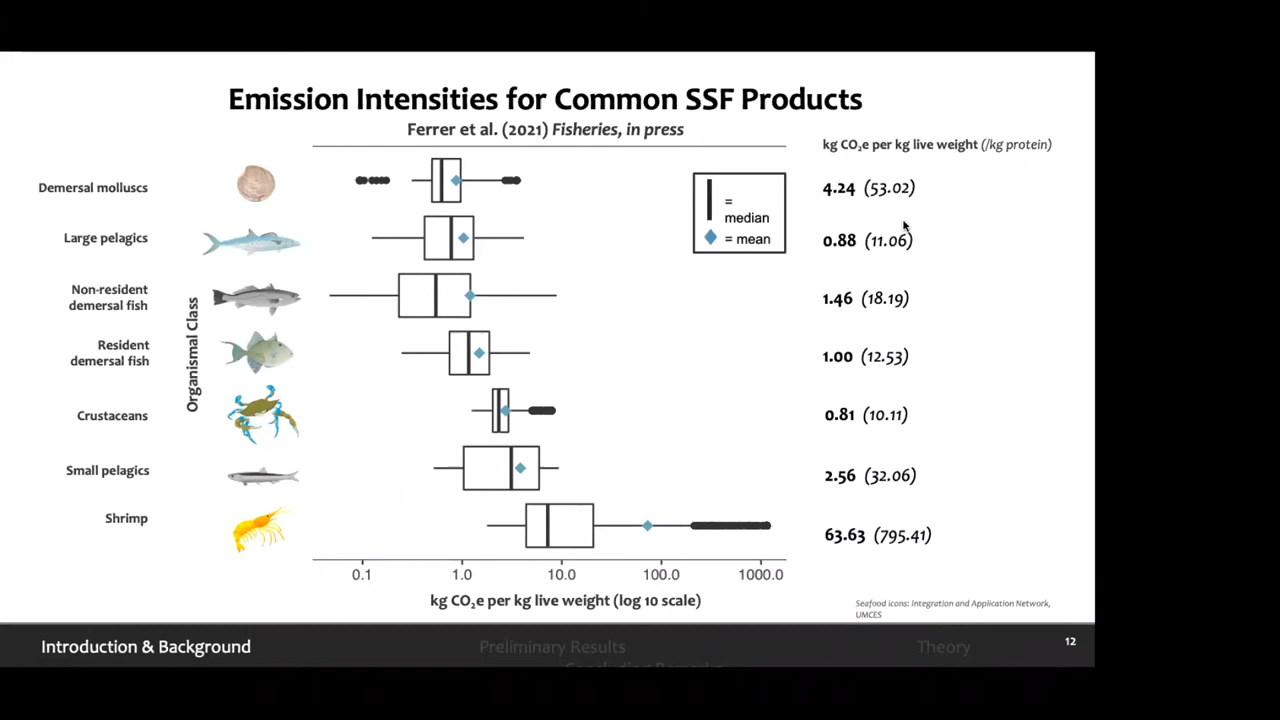 Emission Intensities for Common SSF Products
Ferrer et al. (2021) Fisheries, in press
kg CO₂e per kg live weight (/kg protein)
Demersal molluscs
4.24 (53.02)
=
median
= mean
Large pelagics
0.88 (11.06)
Non-resident
demersal fish
1.46 (18.19)
Resident
demersal fish
1.00 (12.53)
Organismal Class
Crustaceans
0.81 (10.11)
Small pelagics
2.56 (32.06)
Shrimp
63.63 (795.41)
0.1 1.0 10.0 100.0 1000.0
kg CO₂e per kg live weight (log 10 scale)
Seafood icons: Integration and Application Network,
UMCES
Introduction & Background Preliminary Results Theory 12
Concluding Remarks